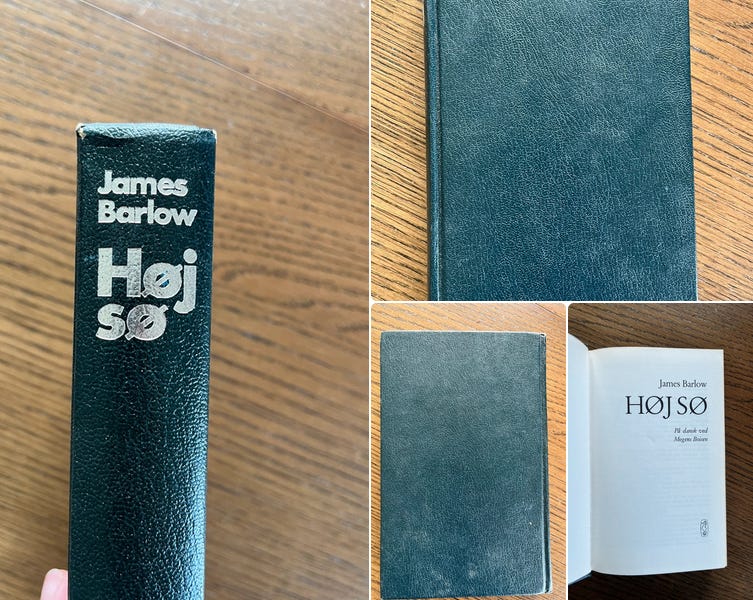 James
Barlow
Høj
sø
James Barlow
HØJ SØ
På dansk ved
Mogens Boisen